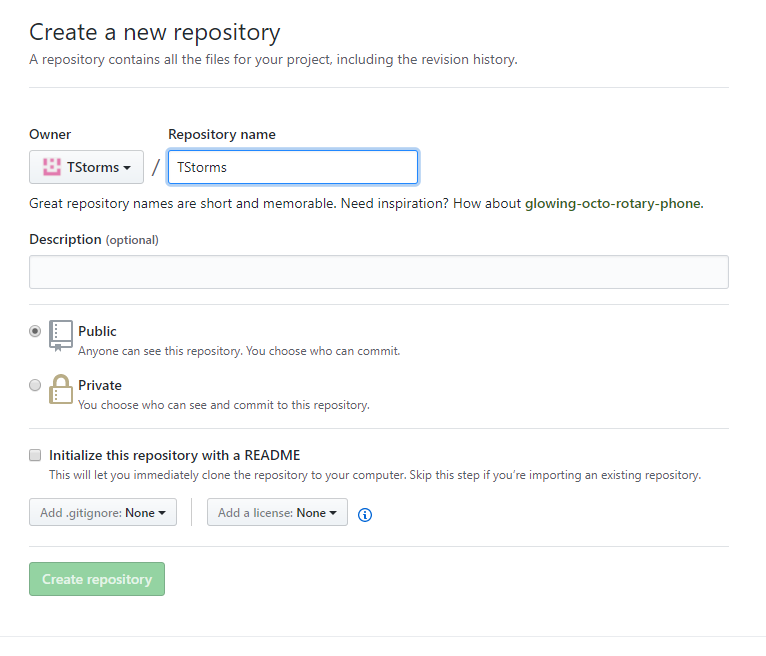 Create a new repository
A repository contains all the files for your project, including the revision history.
Owner
Repository name
TStorms / TStorms
Great repository names are short and memorable. Need inspiration? How about glowing-octo-rotary-phone.
Description (optional)
Public
Anyone can see this repository. You choose who can commit.
Private
You choose who can see and commit to this repository.
Initialize this repository with a README
This will let you immediately clone the repository to your computer. Skip this step if you’re importing an existing repository.
Add .gitignore: None
Add a license: None
Create repository